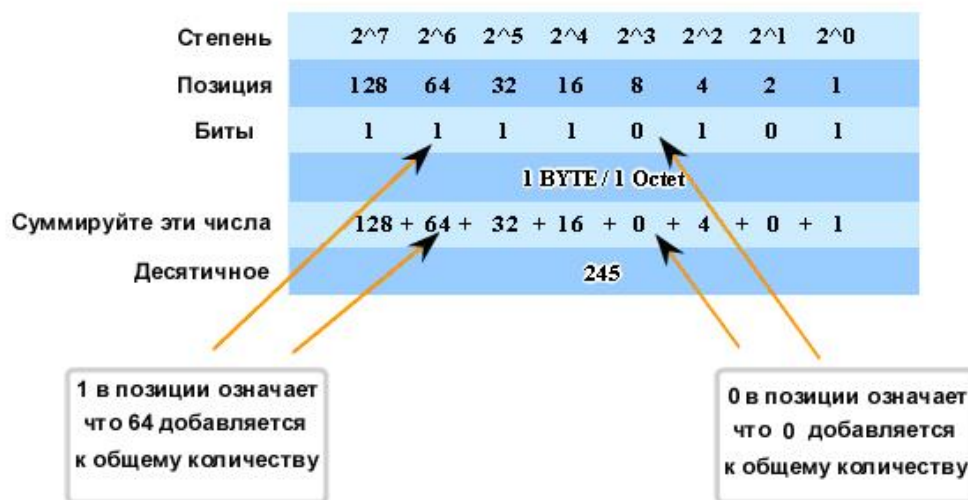 Степень 2^7 2^6 2^5 2^4 2^3 2^2 2^1 2^0
Позиция 128 64 32 16 8 4 2 1
Биты 1 1 1 1 0 1 0 1
1 BYTE / 1 Octet
Суммируйте эти числа 128 + 64 + 32 + 16 + 0 + 4 + 0 + 1
Десятичное 245
1 в позиции означает
что 64 добавляется
к общему количеству
0 в позиции означает
что 0 добавляется
к общему количеству